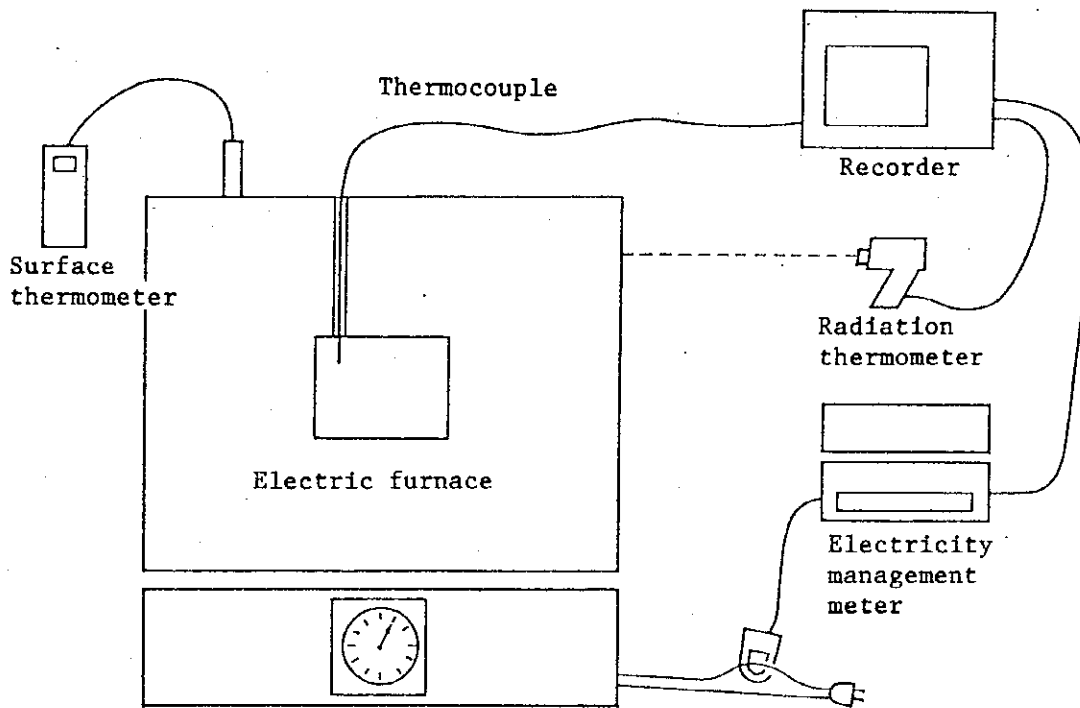 Thermocouple
Recorder
Surface
thermometer
Radiation
thermometer
Electric furnace
Electricity
management
meter